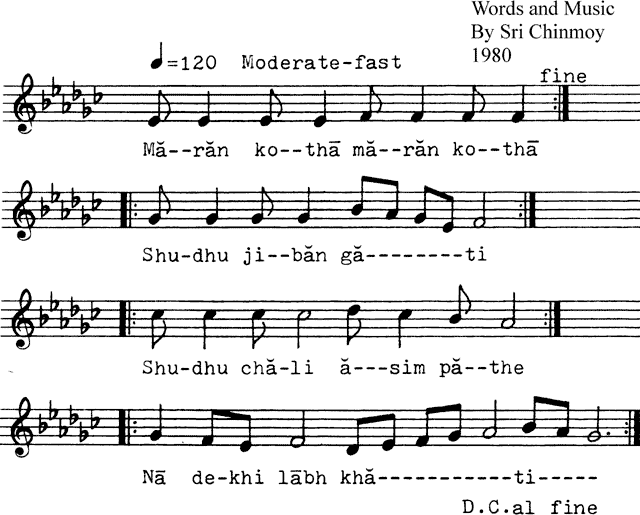 Words and Music
By Sri Chinmoy
1980
=120 Moderate-fast
fine
Mă--răn ko--thā mă--răn ko--thā
Shu-dhu ji--băn gă--------ti
Shu-dhu chă-li ă---sim pă--the
Nā de-khi lābh khă-----------ti-----
D.C.al fine